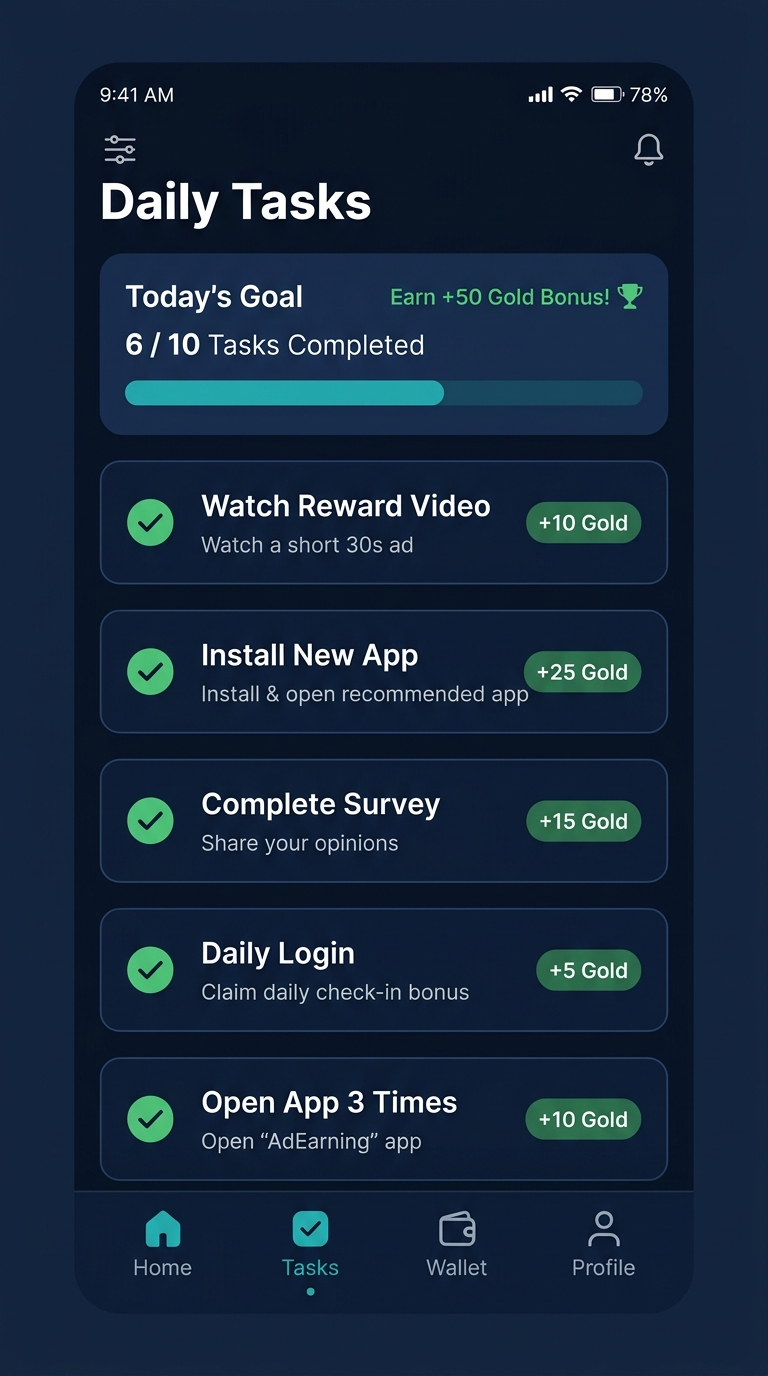 9:41 AM 78%
Daily Tasks
Today's Goal Earn +50 Gold Bonus!
6 / 10 Tasks Completed
Watch Reward Video
Watch a short 30s ad
+10 Gold
Install New App
Install & open recommended app
+25 Gold
Complete Survey
Share your opinions
+15 Gold
Daily Login
Claim daily check-in bonus
+5 Gold
Open App 3 Times
Open “AdEarning” app
+10 Gold
Home Tasks Wallet Profile